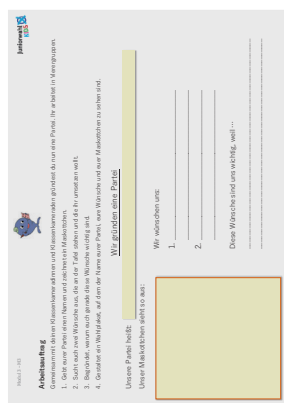 Juniorwahl
Arbeitsauftrag
Gemeinsam mit deinen Klassenkameradinnen und Klassenkameraden gründest du nun eine Partei. Ihr arbeitet in Vierergruppen.
1. Gebt eurer Partei einen Namen und zeichnet ein Maskottchen.
2. Sucht euch zwei Wünsche aus, die an der Tafel stehen und die ihr umsetzen wollt.
3. Begründet, warum euch gerade diese Wünsche wichtig sind.
4. Gestaltet ein Wahlplakat, auf dem der Name eurer Partei, eure Wünsche und euer Maskottchen zu sehen sind.
Wir gründen eine Partei
Unsere Partei heißt:
Unser Maskottchen sieht so aus:
Wir wünschen uns:
1.
2.
Diese Wünsche sind uns wichtig, weil ...